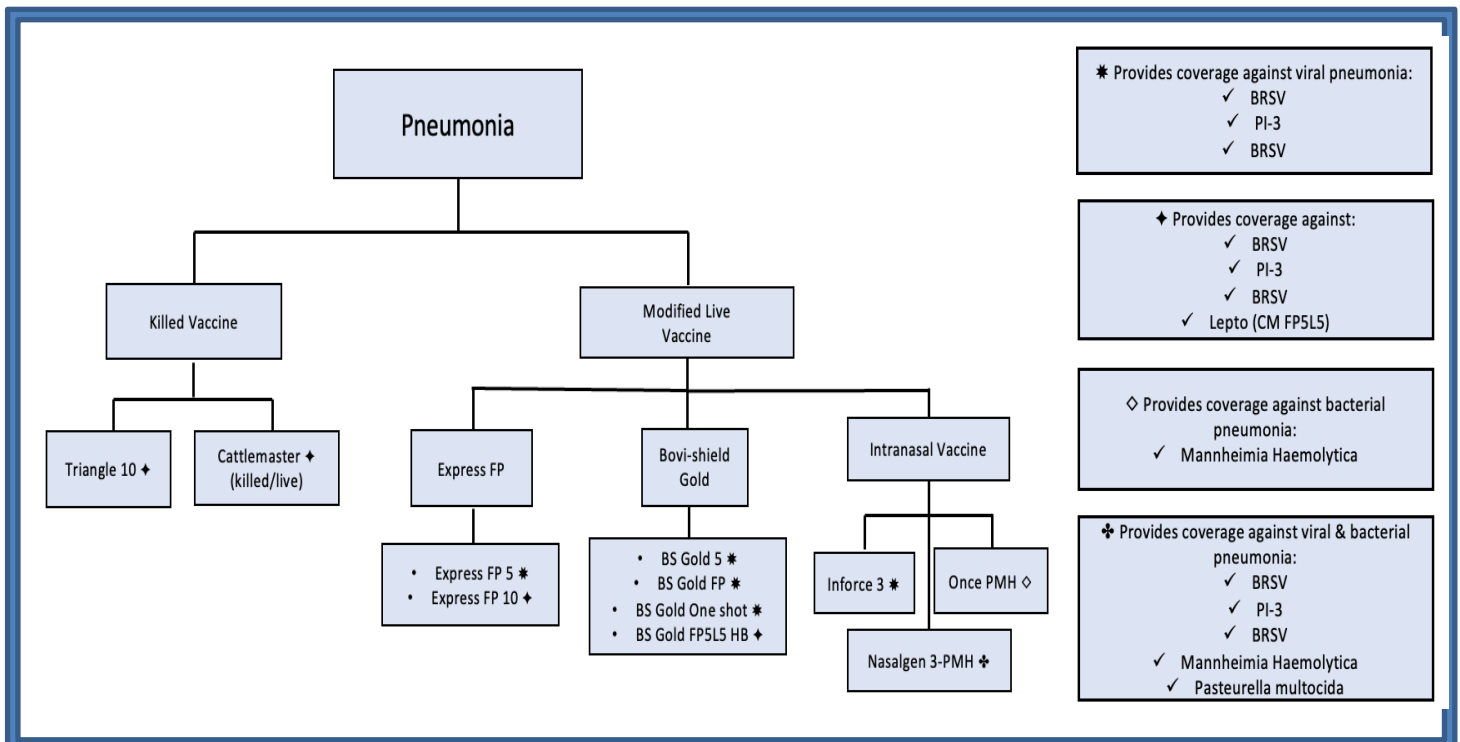 Pneumonia
Killed Vaccine
Modified Live
Vaccine
Triangle 10 ✦
Cattlemaster ✦
(killed/live)
Express FP
Bovi-shield
Gold
Intranasal Vaccine
• Express FP 5 ✷
• Express FP 10 ✦
• BS Gold 5 ✷
• BS Gold FP ✷
• BS Gold One shot ✷
• BS Gold FP5L5 HB ✦
Inforce 3 ✷
Once PMH ◇
Nasalgen 3-PMH ✤
✷ Provides coverage against viral pneumonia:
✓ BRSV
✓ PI-3
✓ BRSV
✦ Provides coverage against:
✓ BRSV
✓ PI-3
✓ BRSV
✓ Lepto (CM FP5L5)
◇ Provides coverage against bacterial
pneumonia:
✓ Mannheimia Haemolytica
✤ Provides coverage against viral & bacterial
pneumonia:
✓ BRSV
✓ PI-3
✓ BRSV
✓ Mannheimia Haemolytica
✓ Pasteurella multocida